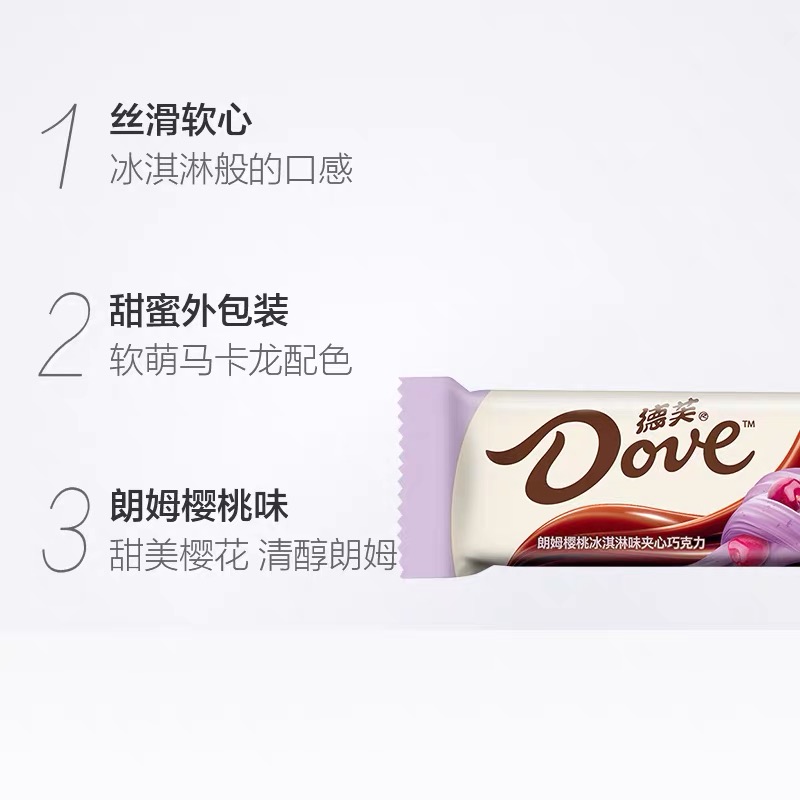 1
丝滑软心
冰淇淋般的口感
2
甜蜜外包装
软萌马卡龙配色
3
朗姆樱桃味
甜美樱花 清醇朗姆
德芙®
Dove™
朗姆樱桃冰淇淋味夹心巧克力